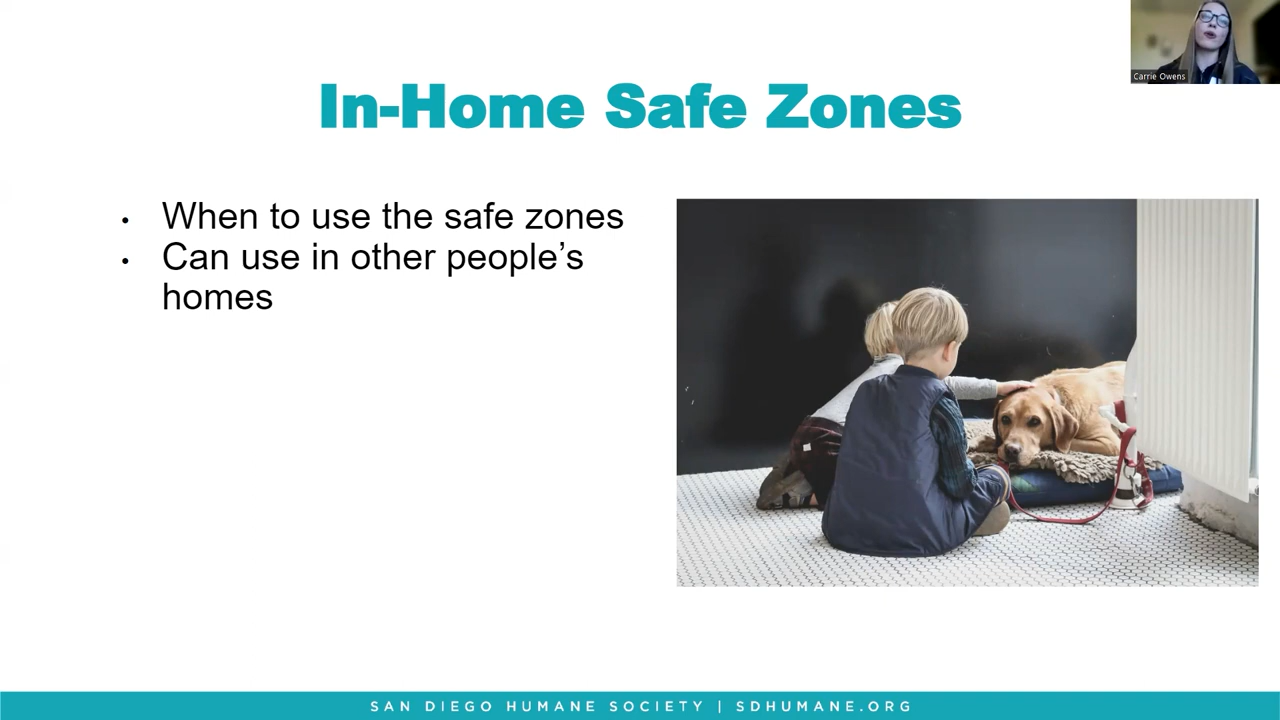 Carrie Owens
In-Home Safe Zones
• When to use the safe zones
• Can use in other people’s
homes
SAN DIEGO HUMANE SOCIETY | SDHUMANE.ORG